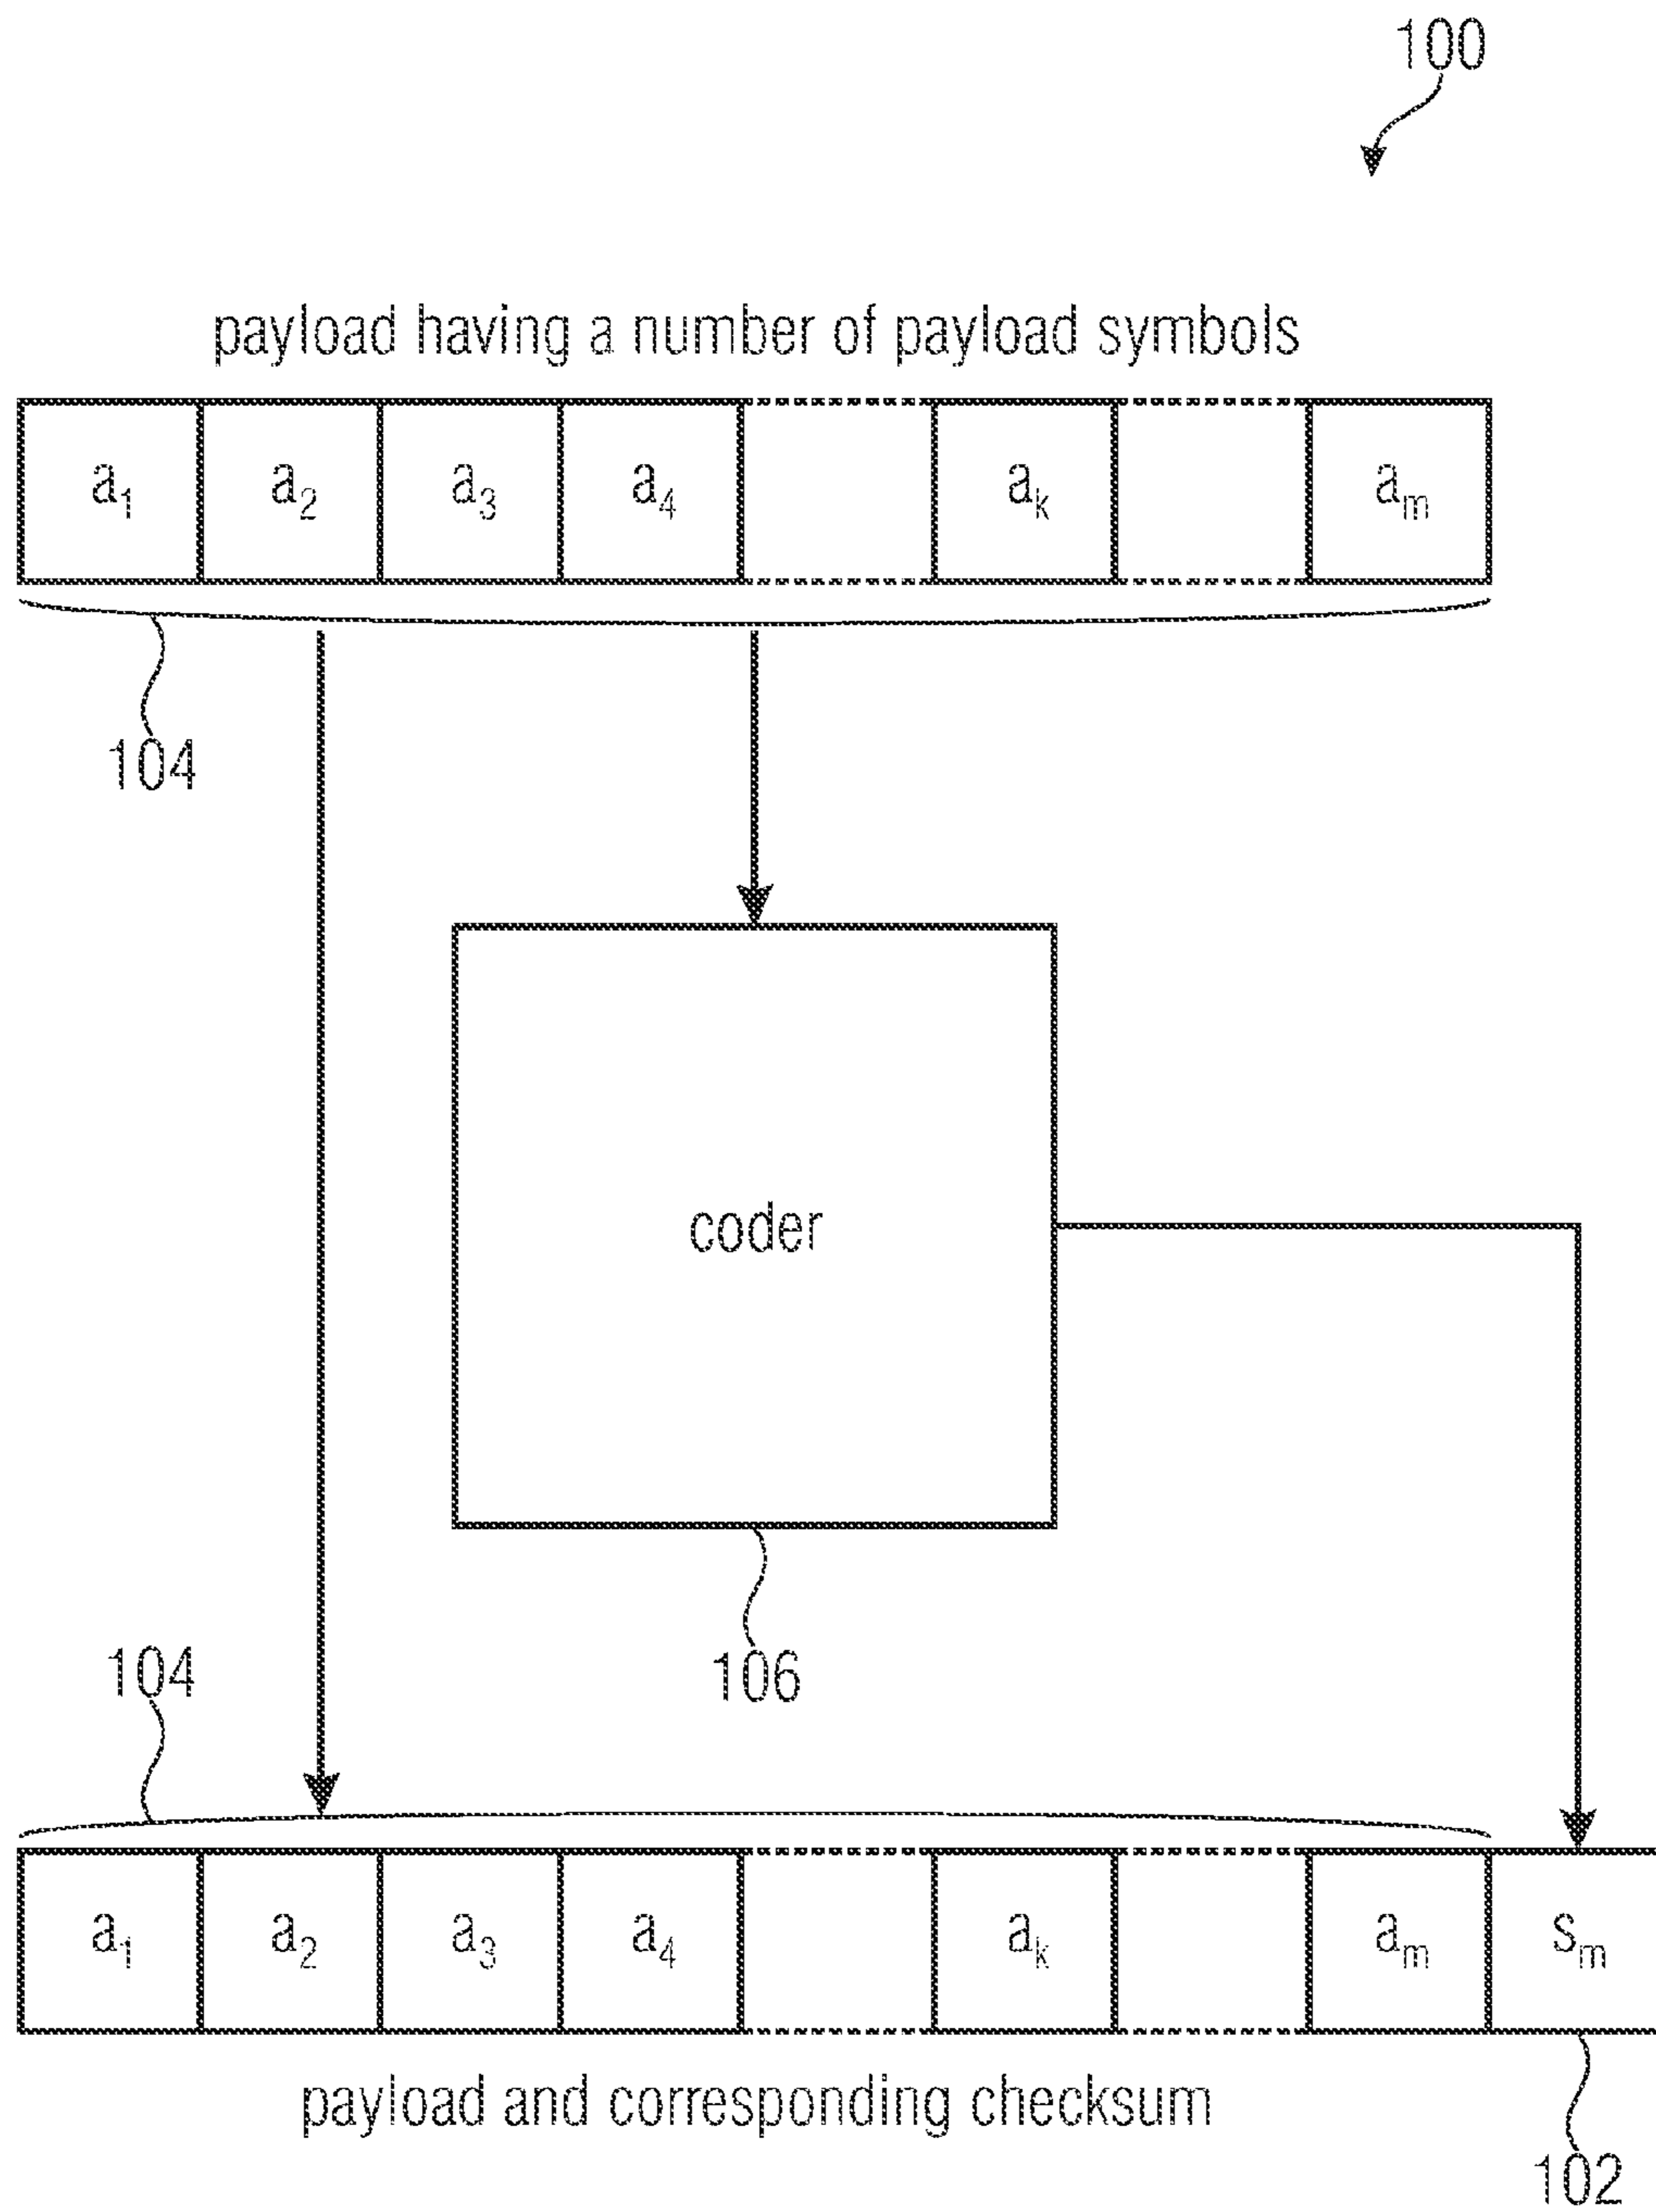 100
payload having a number of payload symbols
a₁ a₂ a₃ a₄ aₖ aₘ
104
coder
106
104
a₁ a₂ a₃ a₄ aₖ aₘ sₘ
payload and corresponding checksum
102